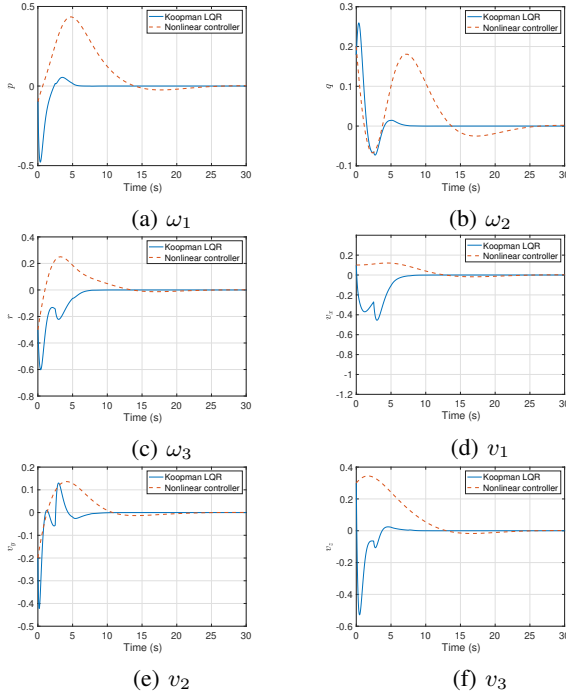 0.5
0
-0.5
p
0 5 10 15 20 25 30
Time (s)
Koopman LQR
Nonlinear controller
(a) ω₁
0.3
0.2
0.1
0
-0.1
q
0 5 10 15 20 25 30
Time (s)
Koopman LQR
Nonlinear controller
(b) ω₂
0.4
0.2
0
-0.2
-0.4
-0.6
-0.8
r
0 5 10 15 20 25 30
Time (s)
Koopman LQR
Nonlinear controller
(c) ω₃
0.4
0.2
0
-0.2
-0.4
-0.6
-0.8
-1
-1.2
vₓ
0 5 10 15 20 25 30
Time (s)
Koopman LQR
Nonlinear controller
(d) v₁
0.2
0
-0.2
-0.4
-0.5
v_y
0 5 10 15 20 25 30
Time (s)
Koopman LQR
Nonlinear controller
(e) v₂
0.4
0.2
0
-0.2
-0.4
-0.6
v_z
0 5 10 15 20 25 30
Time (s)
Koopman LQR
Nonlinear controller
(f) v₃